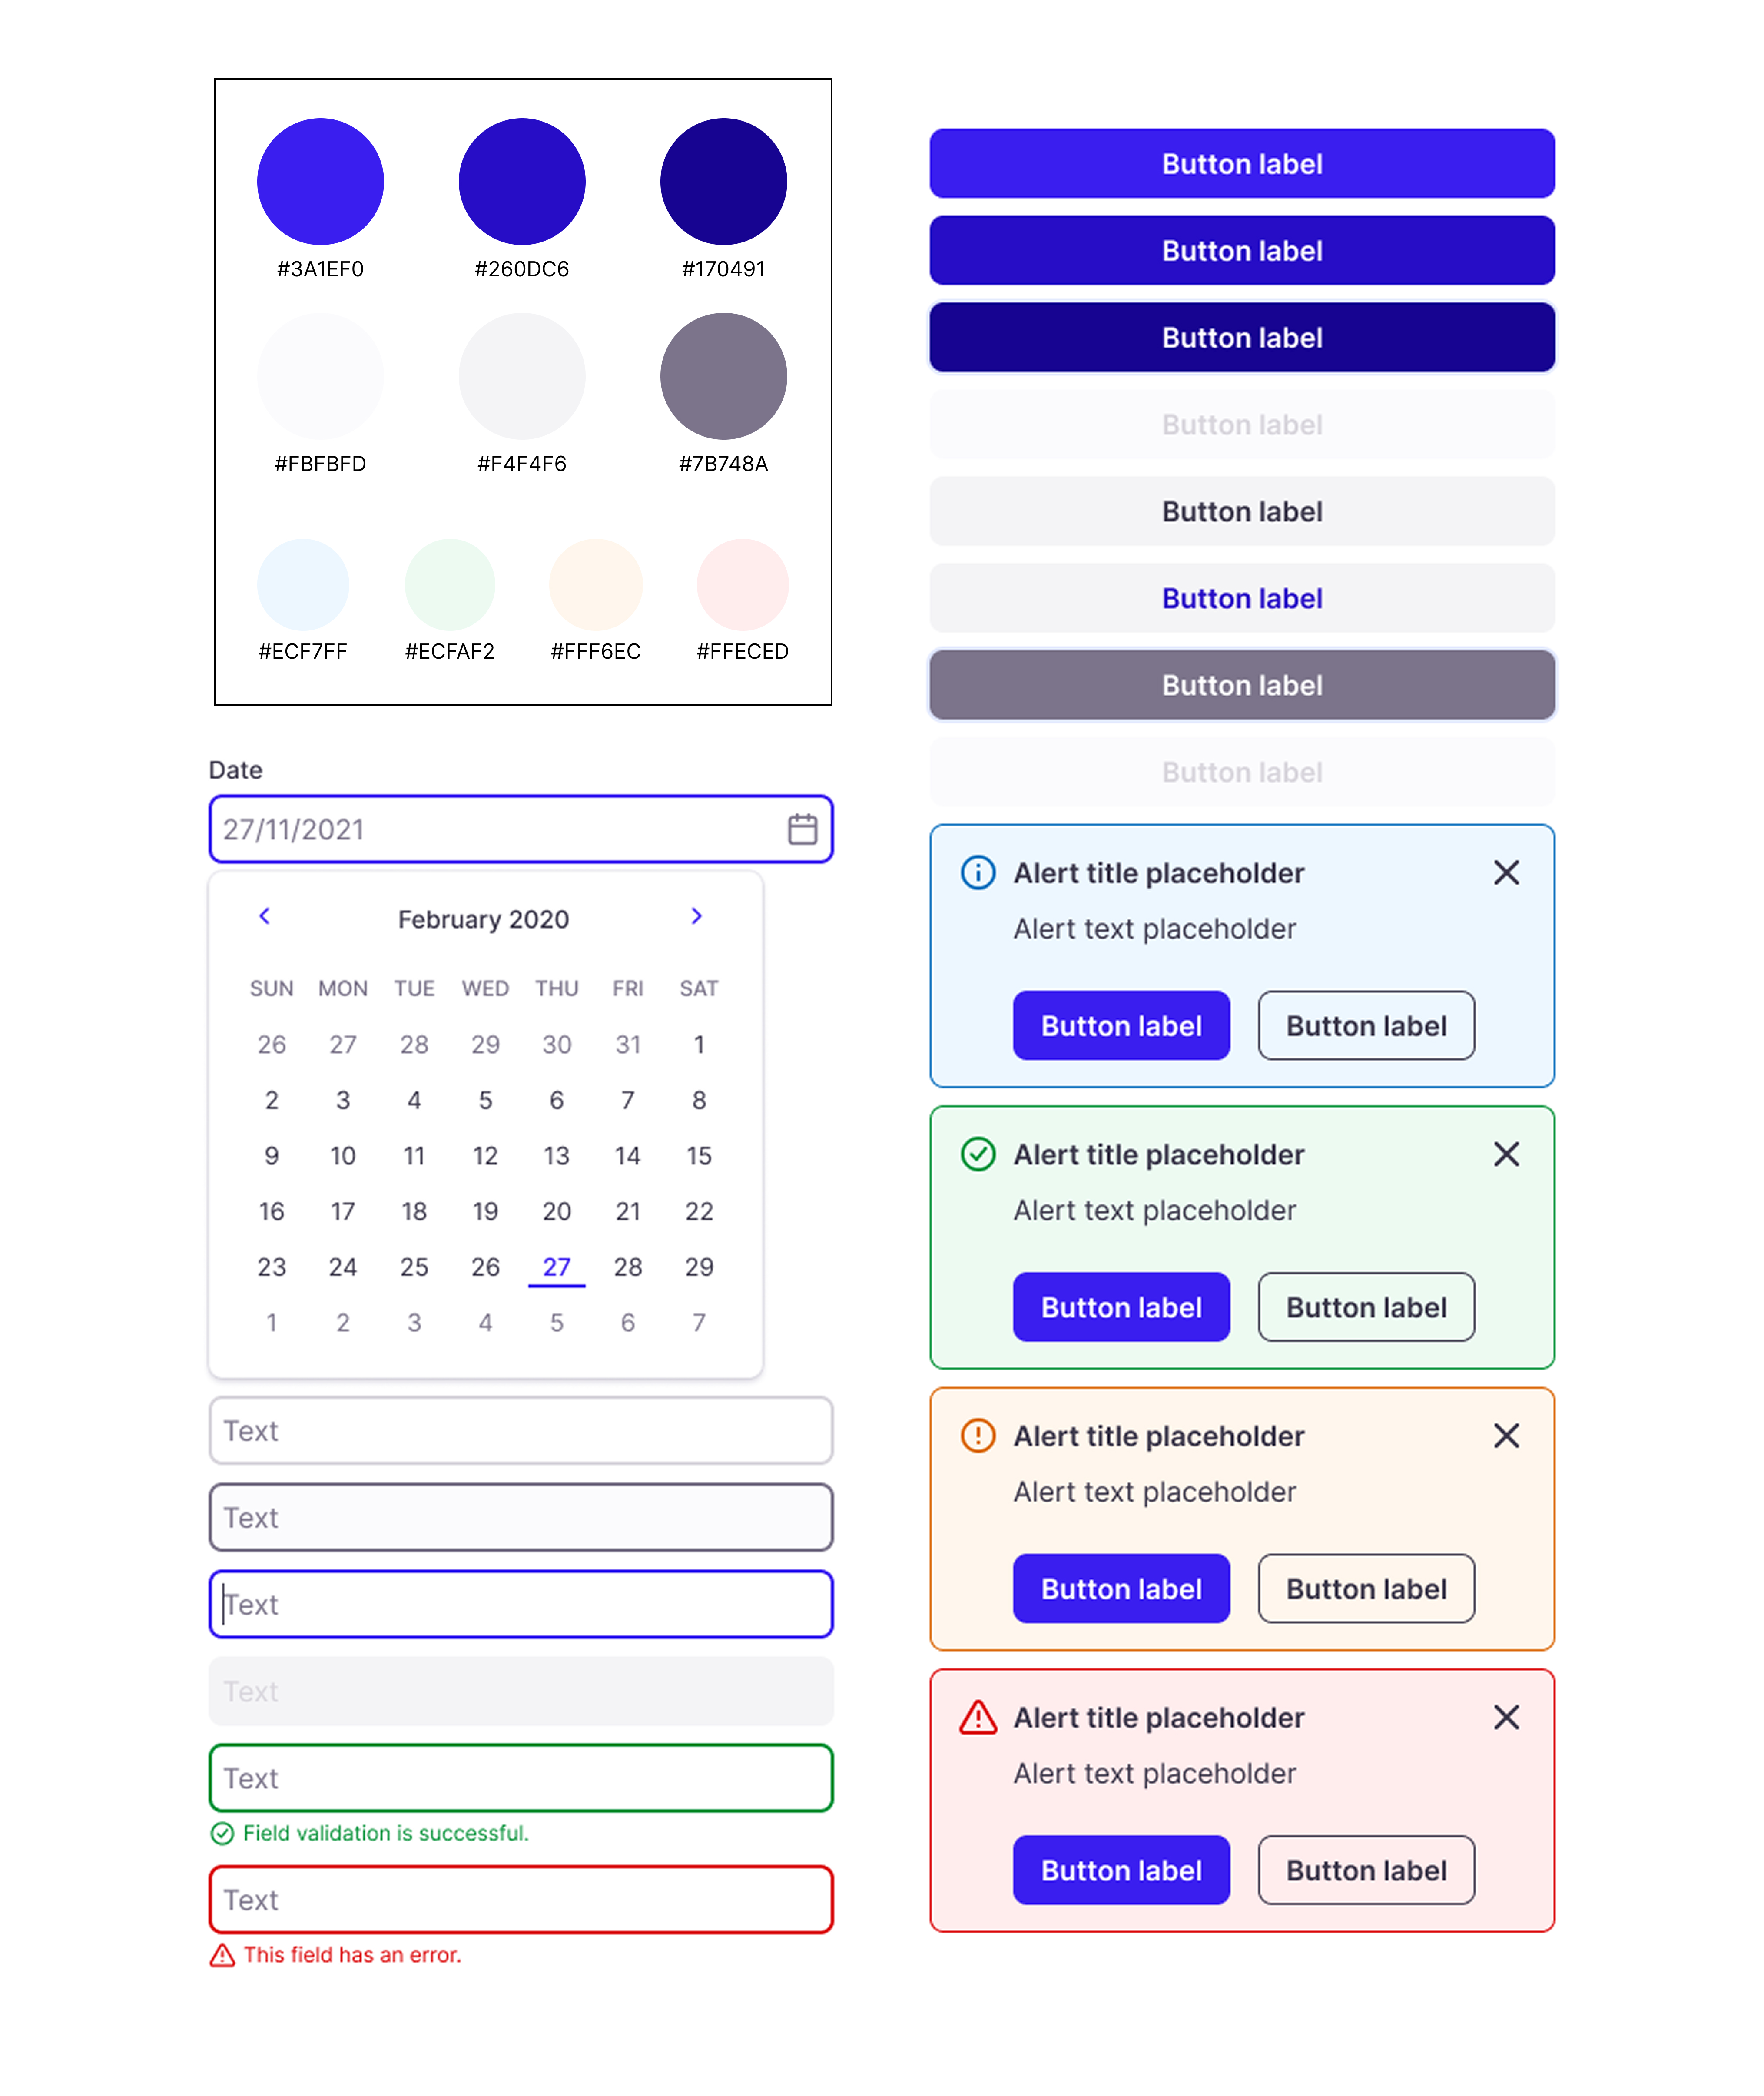 #3A1EF0 #260DC6 #170491
#FBFBFD #F4F4F6 #7B748A
#ECF7FF #ECFAF2 #FFF6EC #FFECED
Date
27/11/2021
February 2020
SUN MON TUE WED THU FRI SAT
26 27 28 29 30 31 1
2 3 4 5 6 7 8
9 10 11 12 13 14 15
16 17 18 19 20 21 22
23 24 25 26 27 28 29
1 2 3 4 5 6 7
Text
Text
Text
Text
Text
Field validation is successful.
Text
This field has an error.
Button label
Button label
Button label
Button label
Button label
Button label
Button label
Button label
Alert title placeholder
Alert text placeholder
Button label Button label
Alert title placeholder
Alert text placeholder
Button label Button label
Alert title placeholder
Alert text placeholder
Button label Button label
Alert title placeholder
Alert text placeholder
Button label Button label